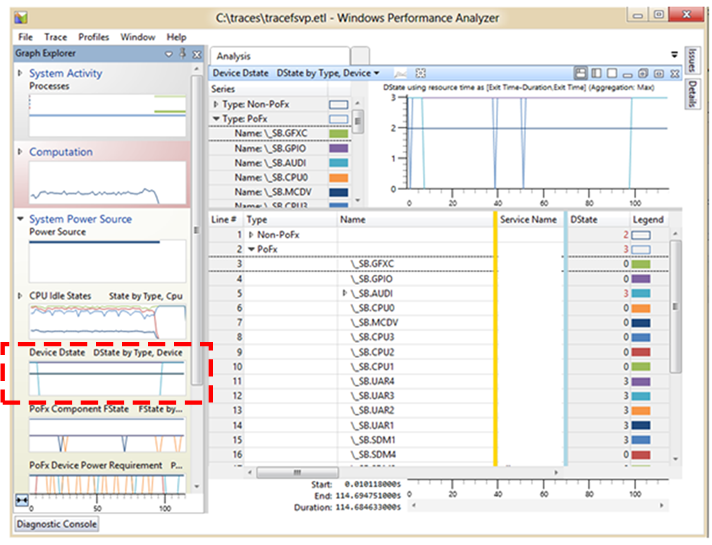 C:\traces\tracefsvp.etl - Windows Performance Analyzer
File Trace Profiles Window Help
Graph Explorer
System Activity
Processes
Computation
System Power Source
Power Source
CPU Idle States State by Type, Cpu
Device Dstate DState by Type, Device
PoFx Component FState FState by...
PoFx Device Power Requirement P...
0 20 40 60 80 100
Diagnostic Console
Analysis
Device Dstate DState by Type, Device
Series
Type: Non-PoFx
Type: PoFx
Name: \_SB.GFXC
Name: \_SB.GPIO
Name: \_SB.AUDI
Name: \_SB.CPU0
Name: \_SB.MCDV
Name: \_SB.CPU3
DState using resource time as [Exit Time-Duration,Exit Time] (Aggregation: Max)
3
2
1
0
0 20 40 60 80 100
Line # Type Name Service Name DState Legend
1 Non-PoFx 2
2 PoFx 3
3 \_SB.GFXC 0
4 \_SB.GPIO 0
5 \_SB.AUDI 3
6 \_SB.CPU0 0
7 \_SB.MCDV 0
8 \_SB.CPU3 0
9 \_SB.CPU2 0
10 \_SB.CPU1 0
11 \_SB.UAR4 3
12 \_SB.UAR3 3
13 \_SB.UAR2 3
14 \_SB.UAR1 3
15 \_SB.SDM1 3
16 \_SB.SDM4 0
Start: 0.010118000s
End: 114.694751000s
Duration: 114.684633000s
0 20 40 60 80 100
Issues
Details